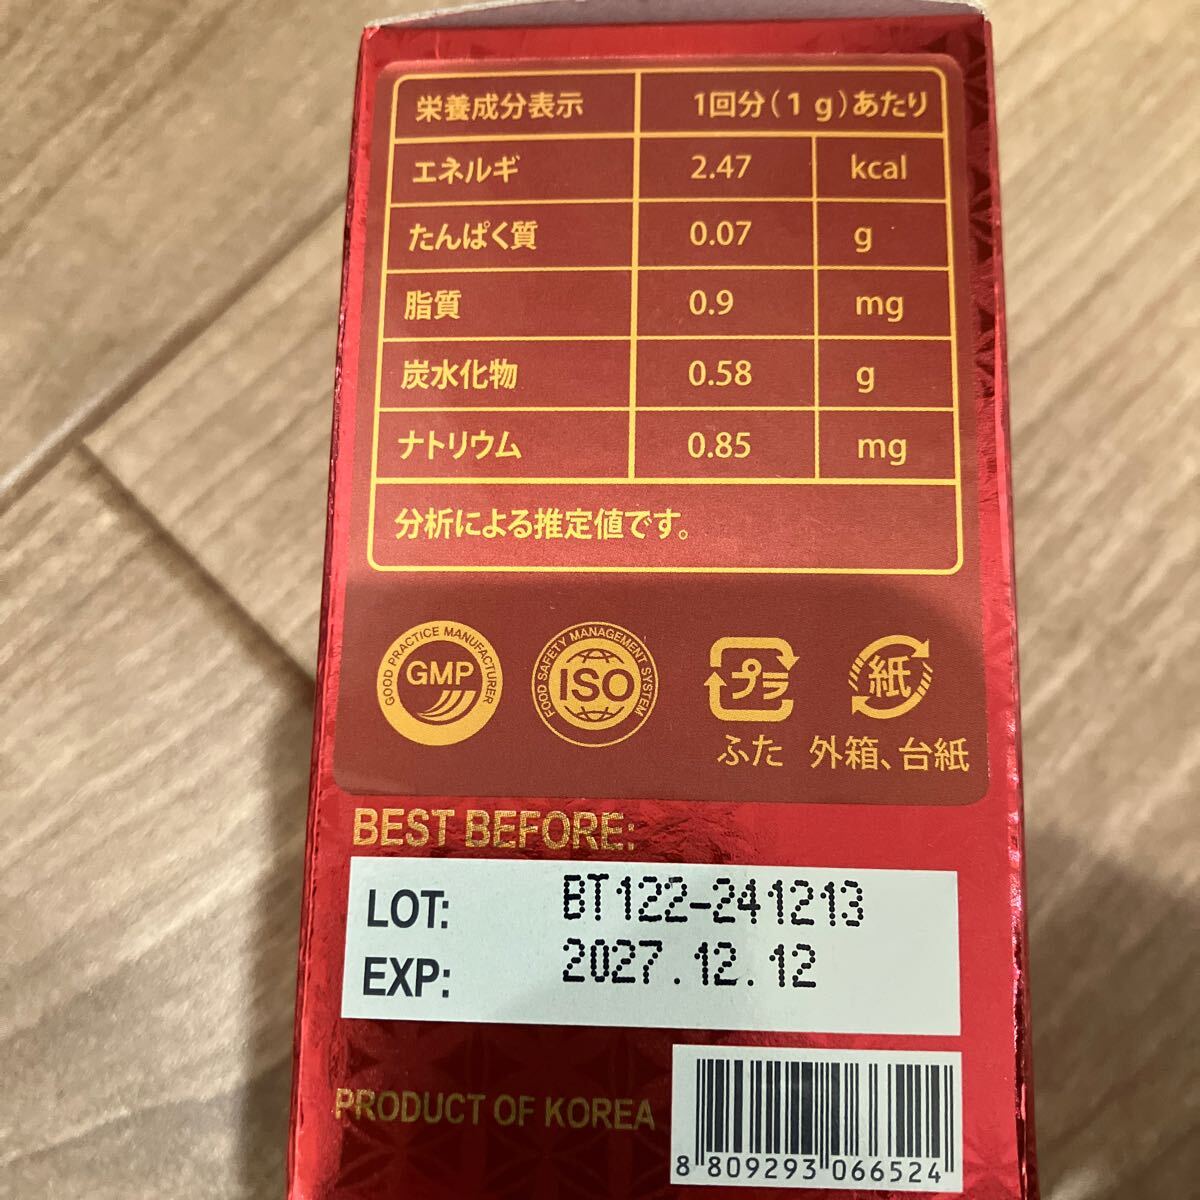 栄養成分表示 1回分(1g)あたり
エネルギ 2.47 kcal
たんぱく質 0.07 g
脂質 0.9 mg
炭水化物 0.58 g
ナトリウム 0.85 mg
分析による推定値です。
GOOD PRACTICE MANUFACTURER
GMP
FOOD SAFETY MANAGEMENT SYSTEM
ISO
プラ
紙
ふた 外箱、台紙
BEST BEFORE:
LOT: BT122-241213
EXP: 2027.12.12
PRODUCT OF KOREA
8 809293 066524